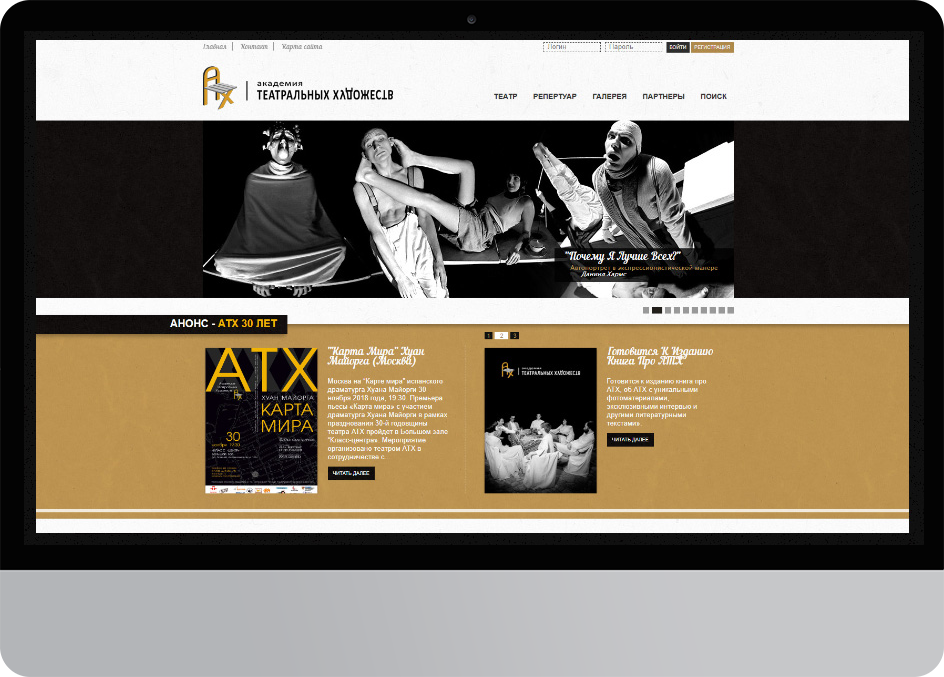 Главная
Контакт
Карта сайта
Логин
Пароль
ВОЙТИ
РЕГИСТРАЦИЯ
АХ
академия
ТЕАТРАЛЬНЫХ ХУДОЖЕСТВ
ТЕАТР
РЕПЕРТУАР
ГАЛЕРЕЯ
ПАРТНЕРЫ
ПОИСК
"Почему Я Лучше Всех?"
Автопортрет в экспрессионистической манере
Даниила Хармс
АНОНС - АТХ 30 ЛЕТ
1 2 3
АТХ
ХУАН МАЙОРГА
КАРТА
МИРА
30
"Карта Мира" Хуан
Майорга (Москва)
Москва на "Карте мира" испанского
драматурга Хуана Майорги 30
ноября 2018 года, 19:30. Премьера
пьесы «Карта мира» с участием
драматурга Хуана Майорги в рамках
празднования 30-й годовщины
театра АТХ пройдет в Большом зале
"Класс-центра". Мероприятие
организовано театром АТХ в
сотрудничестве с
ЧИТАТЬ ДАЛЕЕ
академия
ТЕАТРАЛЬНЫХ ХУДОЖЕСТВ
Готовится К Изданию
Книга Про АТХ
Готовится к изданию книга про
АТХ, об АТХ с уникальными
фотоматериалами,
эксклюзивными интервью и
другими литературными
текстами».
ЧИТАТЬ ДАЛЕЕ